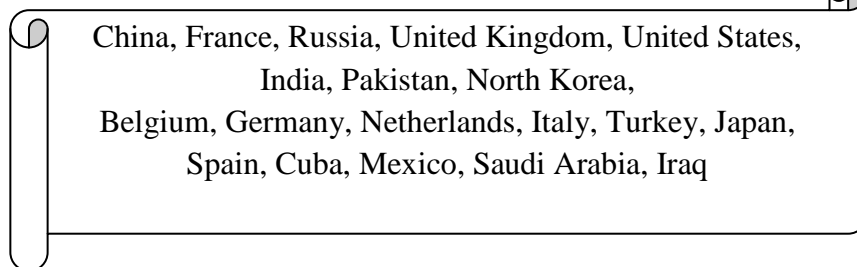 China, France, Russia, United Kingdom, United States,
India, Pakistan, North Korea,
Belgium, Germany, Netherlands, Italy, Turkey, Japan,
Spain, Cuba, Mexico, Saudi Arabia, Iraq